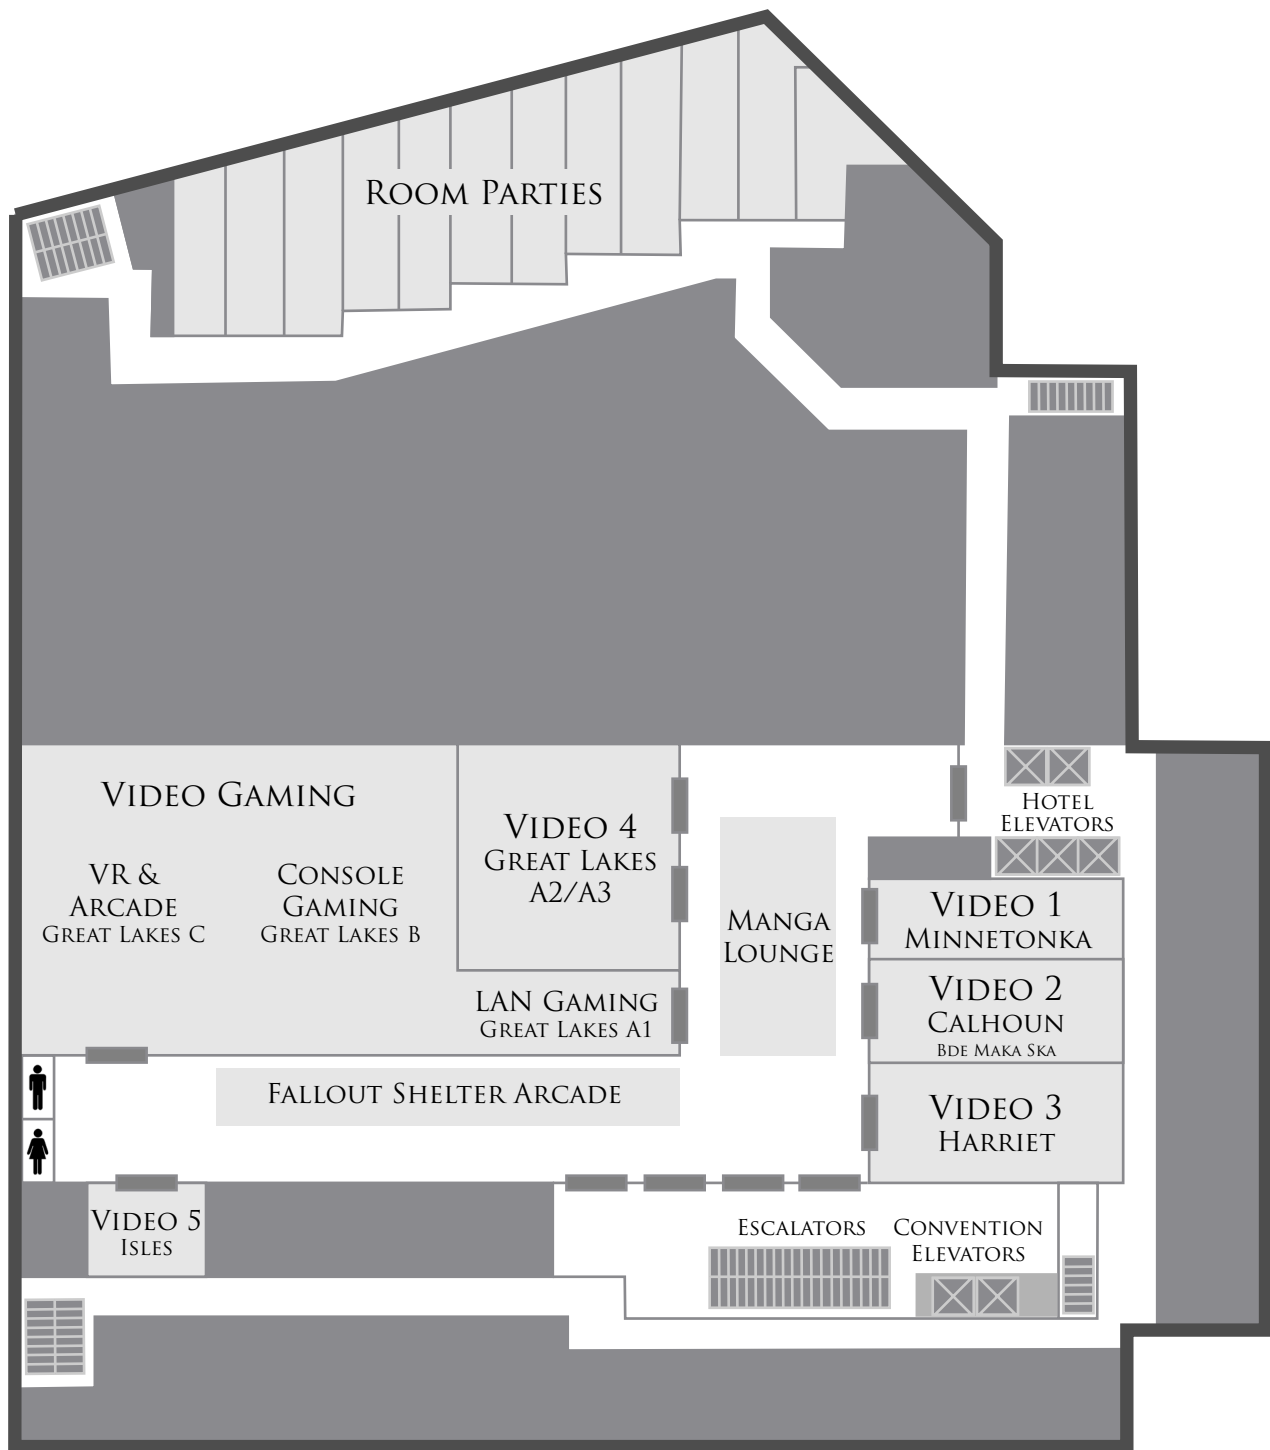 Room Parties
Video Gaming
VR &
Arcade
Great Lakes C
Console
Gaming
Great Lakes B
Video 4
Great Lakes
A2/A3
LAN Gaming
Great Lakes A1
Manga
Lounge
Hotel
Elevators
Video 1
Minnetonka
Video 2
Calhoun
Bde Maka Ska
Video 3
Harriet
Fallout Shelter Arcade
Video 5
Isles
Escalators
Convention
Elevators